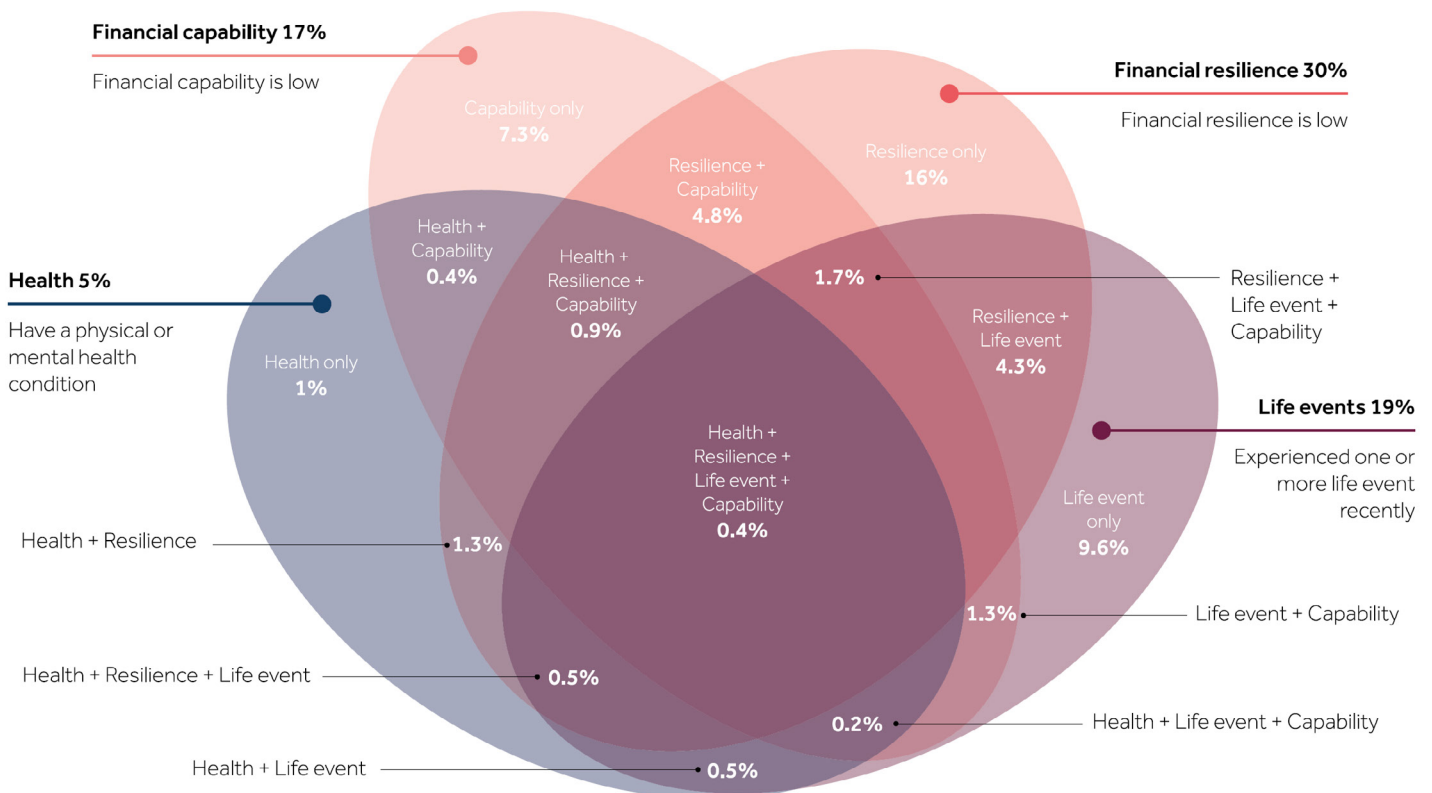 Financial capability 17%
Financial capability is low
Financial resilience 30%
Financial resilience is low
Capability only
7.3%
Resilience only
16%
Resilience +
Capability
4.8%
Health +
Capability
0.4%
Health +
Resilience +
Capability
0.9%
Health 5%
Have a physical or
mental health
condition
Health only
1%
1.7%
Resilience +
Life event +
Capability
Resilience +
Life event
4.3%
Life events 19%
Experienced one or
more life event
recently
Health +
Resilience +
Life event +
Capability
0.4%
Life event
only
9.6%
Health + Resilience
1.3%
1.3%
Life event + Capability
Health + Resilience + Life event
0.5%
0.2%
Health + Life event + Capability
Health + Life event
0.5%